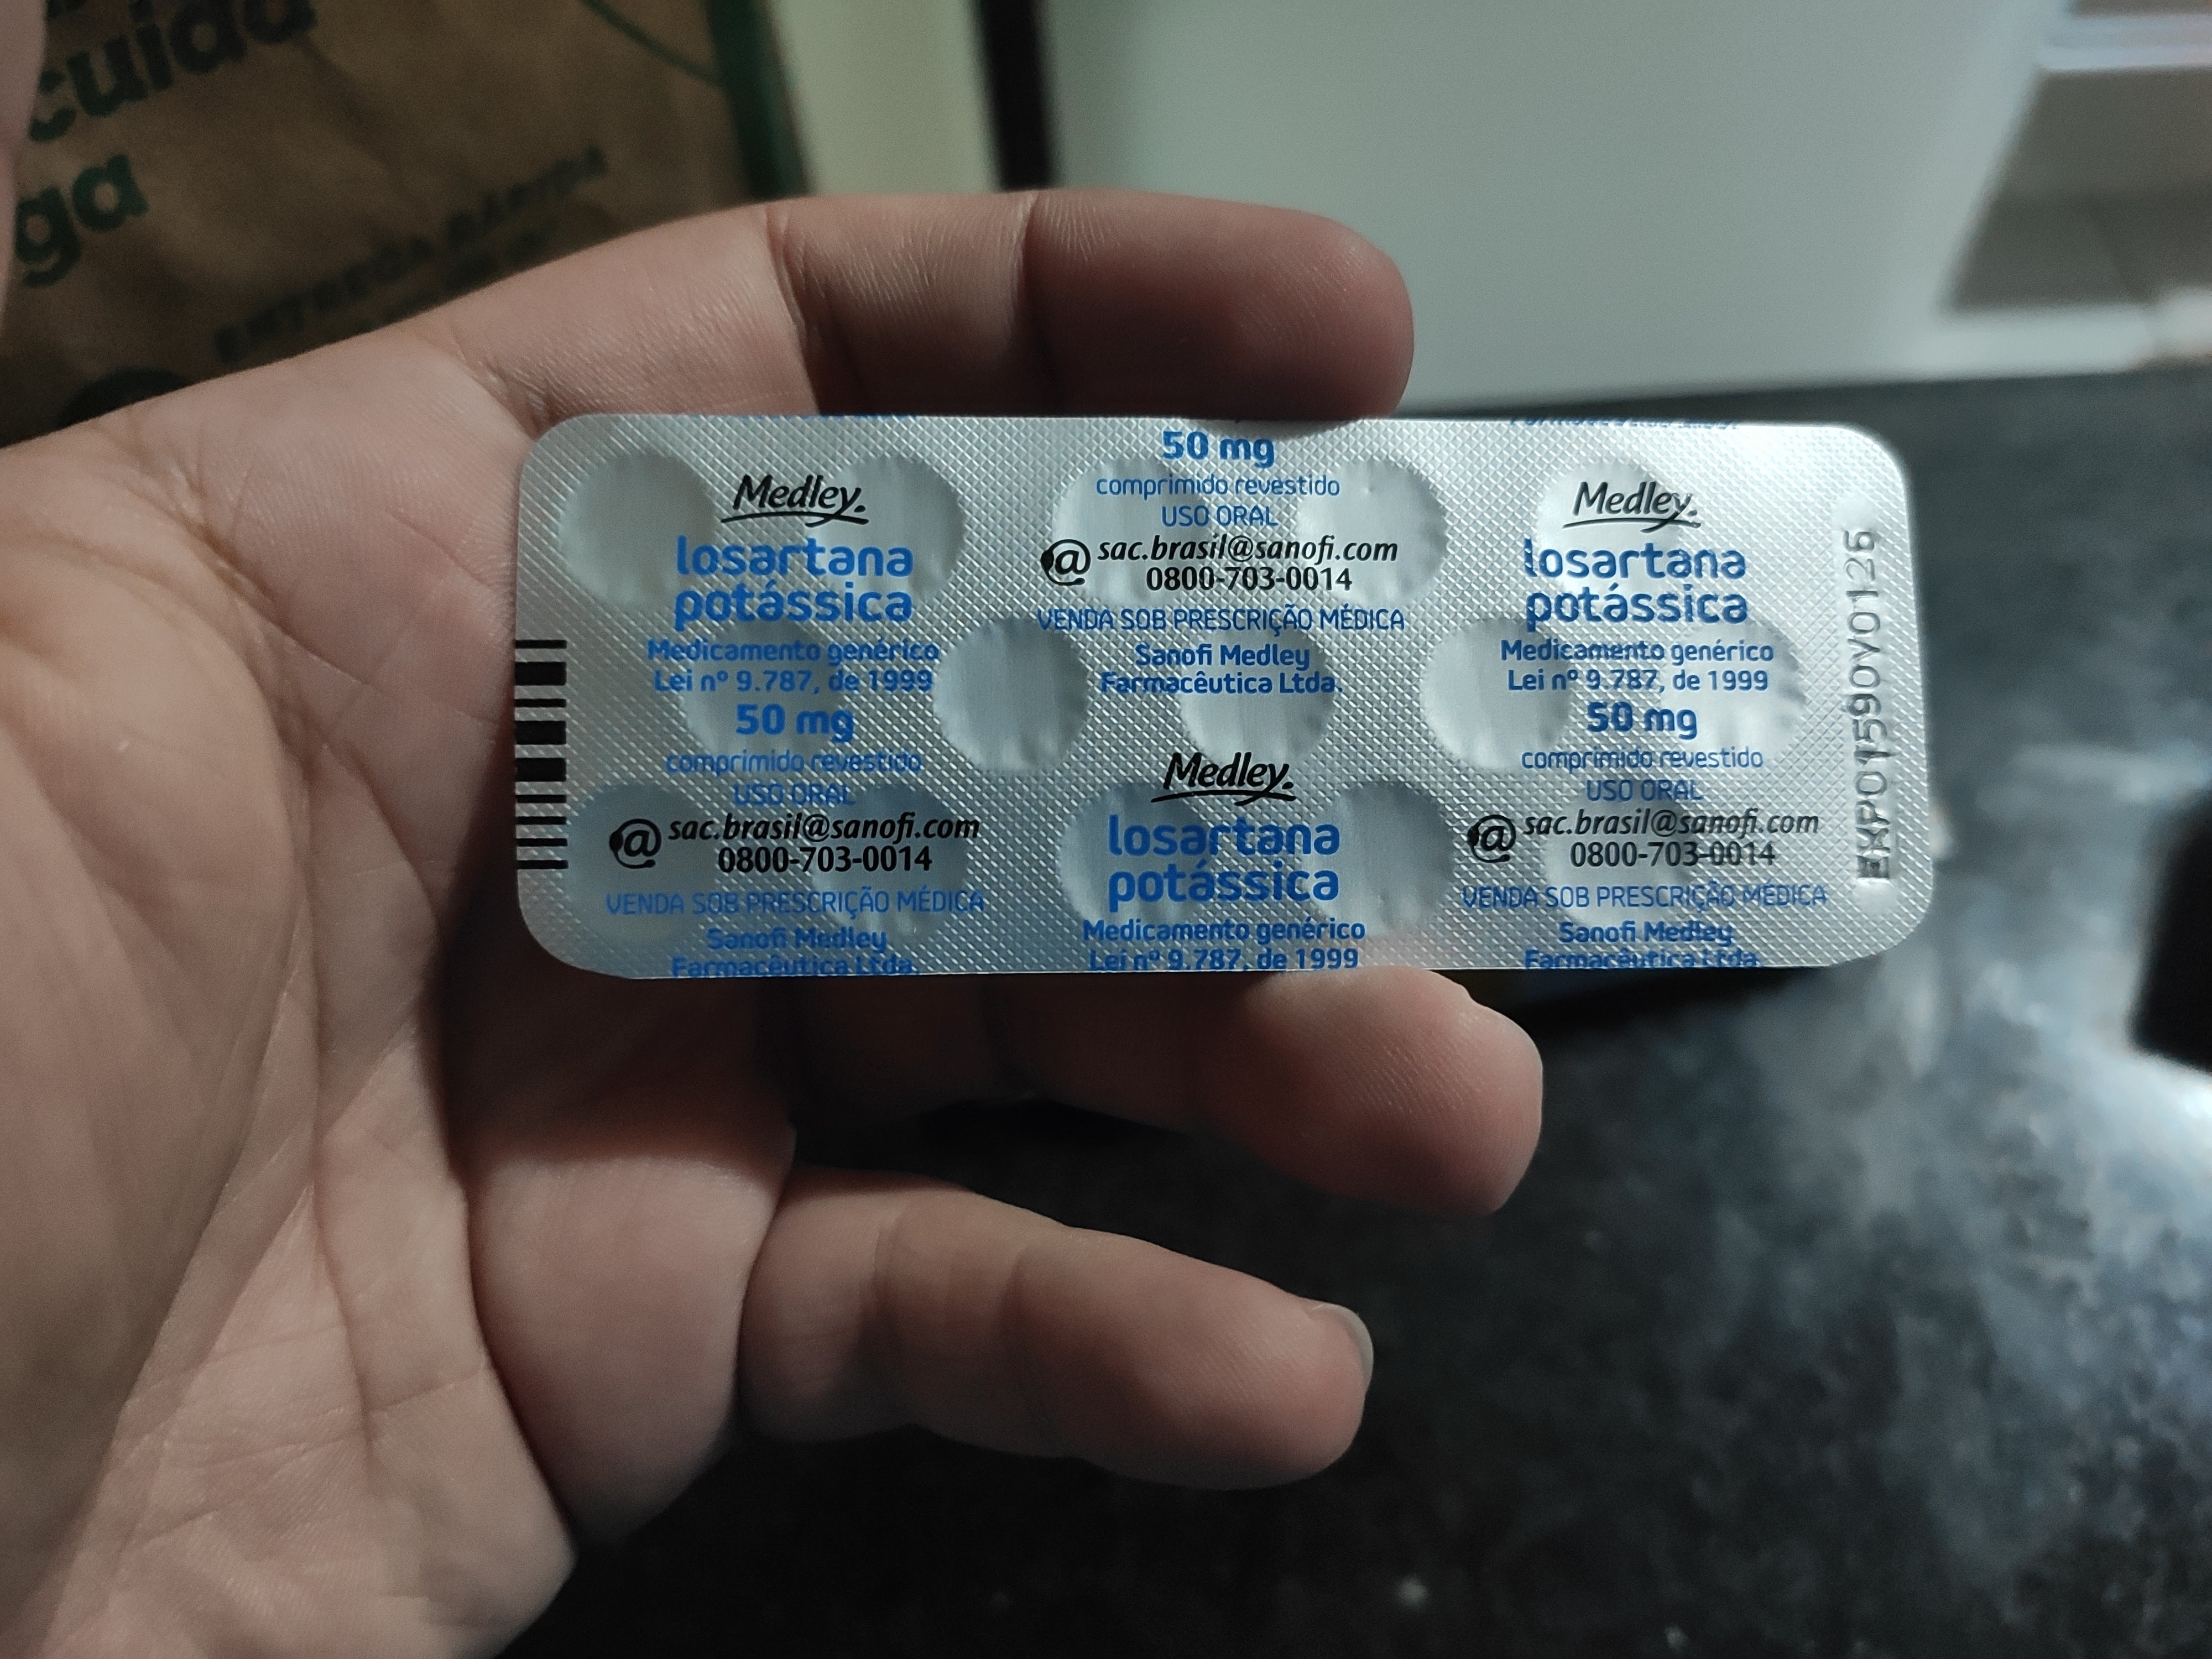 cuida
ga
Medley.
losartana
potássica
Medicamento genérico
Lei nº 9.787, de 1999
50 mg
comprimido revestido
USO ORAL
@ sac.brasil@sanofi.com
0800-703-0014
VENDA SOB PRESCRIÇÃO MÉDICA
Sanofi Medley
Farmacêutica Ltda.
50 mg
comprimido revestido
USO ORAL
@ sac.brasil@sanofi.com
0800-703-0014
VENDA SOB PRESCRIÇÃO MÉDICA
Sanofi Medley
Farmacêutica Ltda.
Medley.
losartana
potássica
Medicamento genérico
Lei nº 9.787, de 1999
Medley.
losartana
potássica
Medicamento genérico
Lei nº 9.787, de 1999
50 mg
comprimido revestido
USO ORAL
@ sac.brasil@sanofi.com
0800-703-0014
VENDA SOB PRESCRIÇÃO MÉDICA
Sanofi Medley
Farmacêutica Ltda.
EXP01590V0126